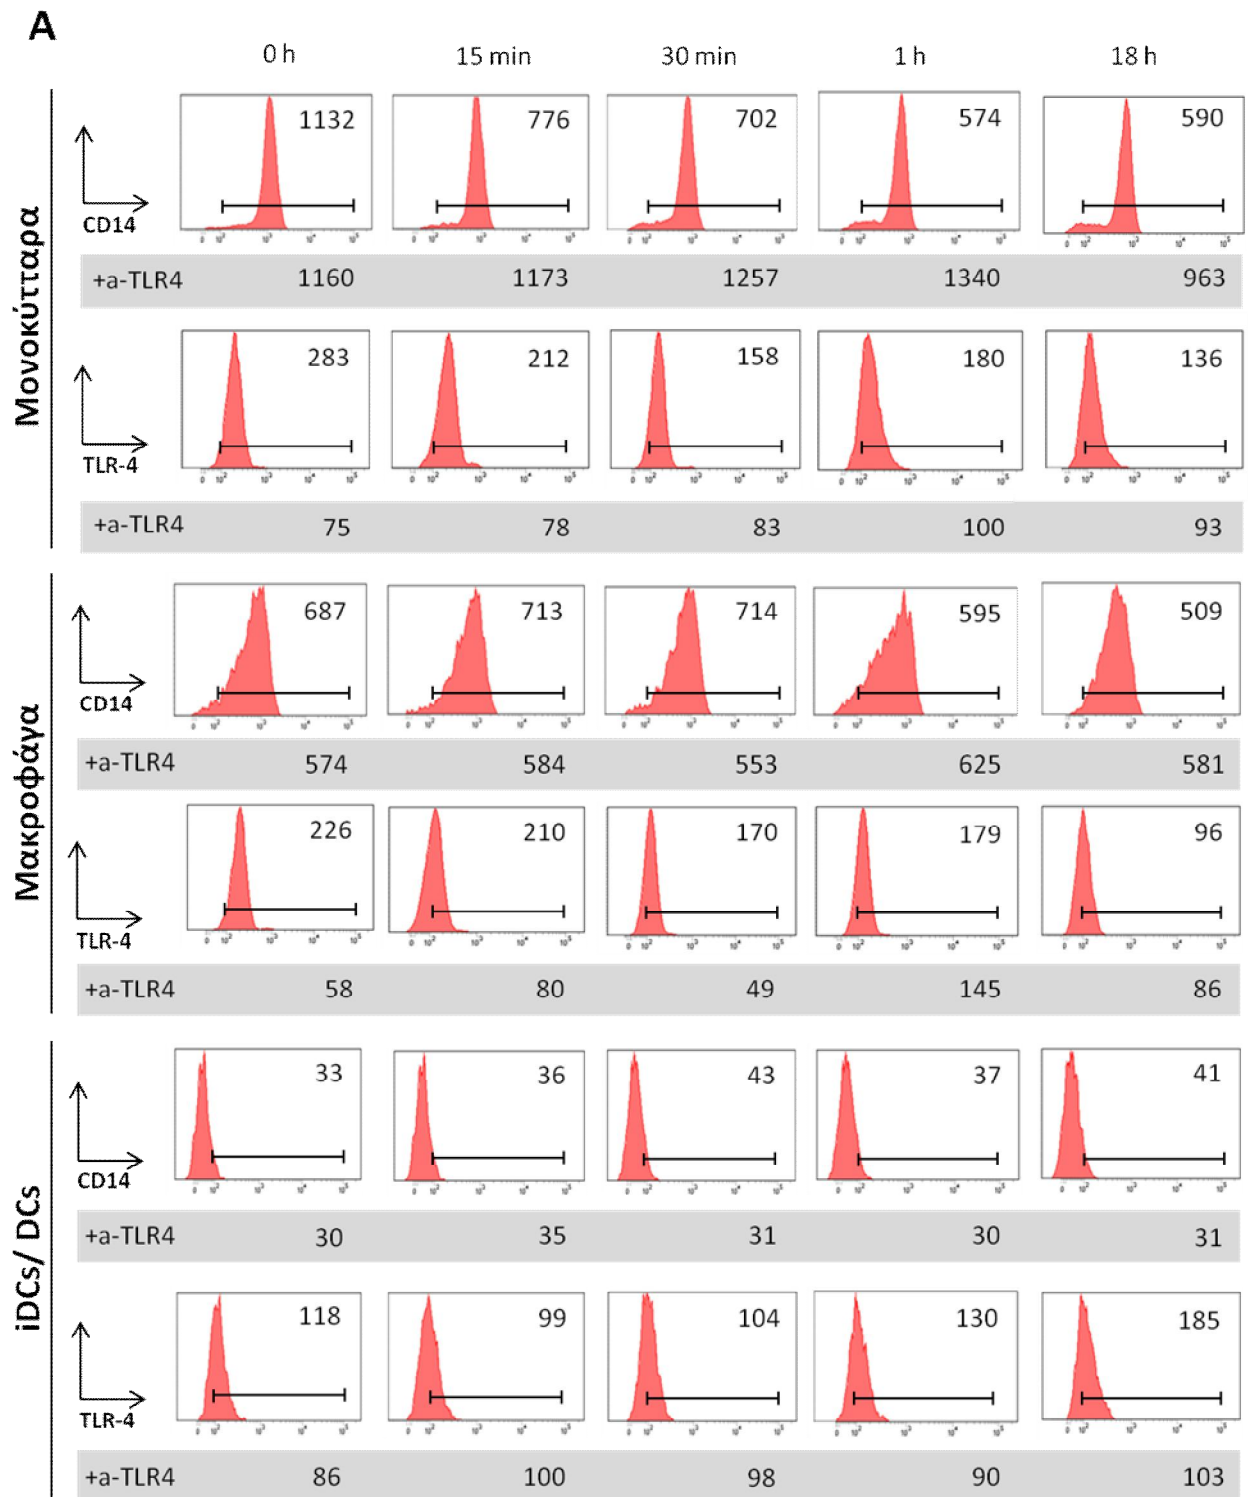 A
0 h 15 min 30 min 1 h 18 h
Μονοκύτταρα
1132 776 702 574 590
CD14
+a-TLR4 1160 1173 1257 1340 963
283 212 158 180 136
TLR-4
+a-TLR4 75 78 83 100 93
Μακροφάγα
687 713 714 595 509
CD14
+a-TLR4 574 584 553 625 581
226 210 170 179 96
TLR-4
+a-TLR4 58 80 49 145 86
iDCs/ DCs
33 36 43 37 41
CD14
+a-TLR4 30 35 31 30 31
118 99 104 130 185
TLR-4
+a-TLR4 86 100 98 90 103